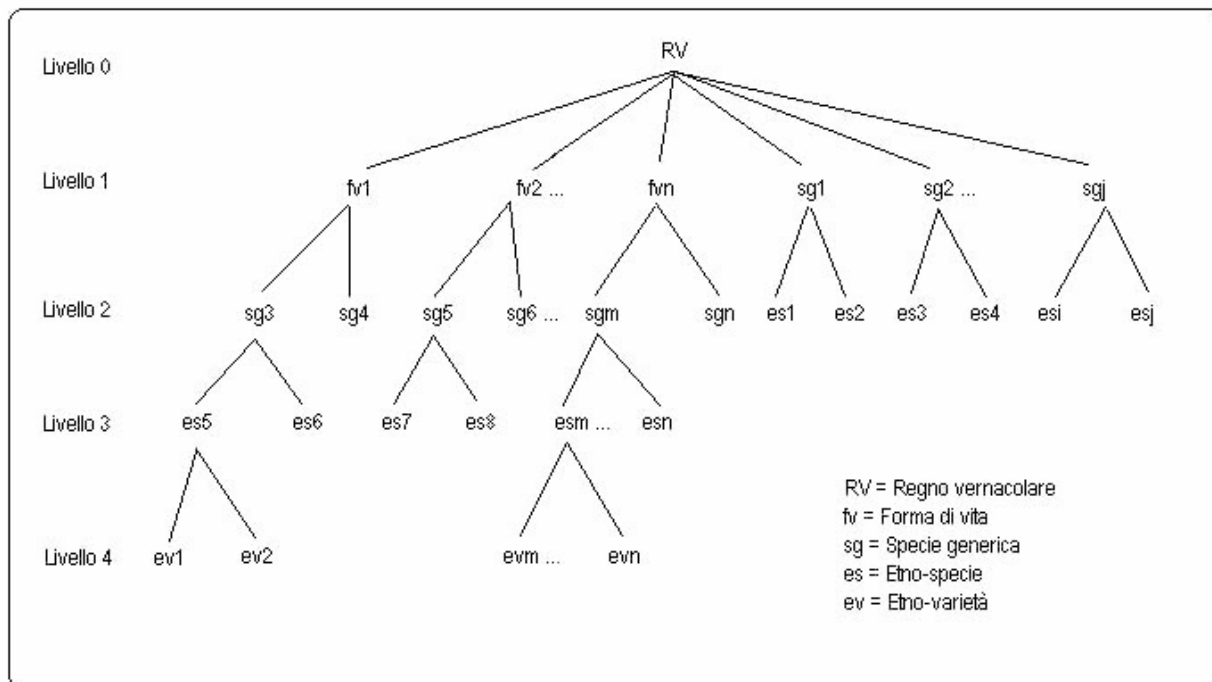 Livello 0 RV
Livello 1 fv1 fv2 ... fvn sg1 sg2 ... sgj
Livello 2 sg3 sg4 sg5 sg6 ... sgm sgn es1 es2 es3 es4 esi esj
Livello 3 es5 es6 es7 es8 esm ... esn
Livello 4 ev1 ev2 evm ... evn
RV = Regno vernacolare
fv = Forma di vita
sg = Specie generica
es = Etno-specie
ev = Etno-varietà